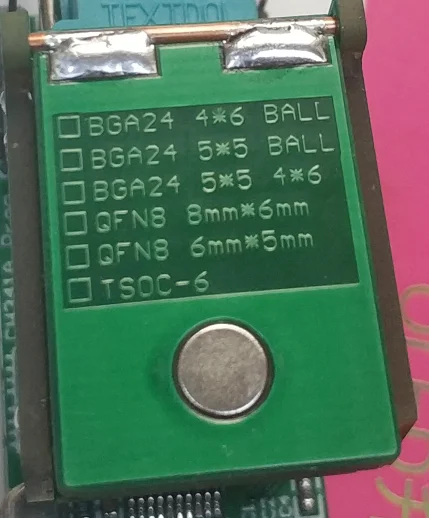 TEXTOOL
□BGA24 4*6 BALL
□BGA24 5*5 BALL
□BGA24 5*5 4*6
□QFN8 8mm*6mm
□QFN8 6mm*5mm
□TSOC-6